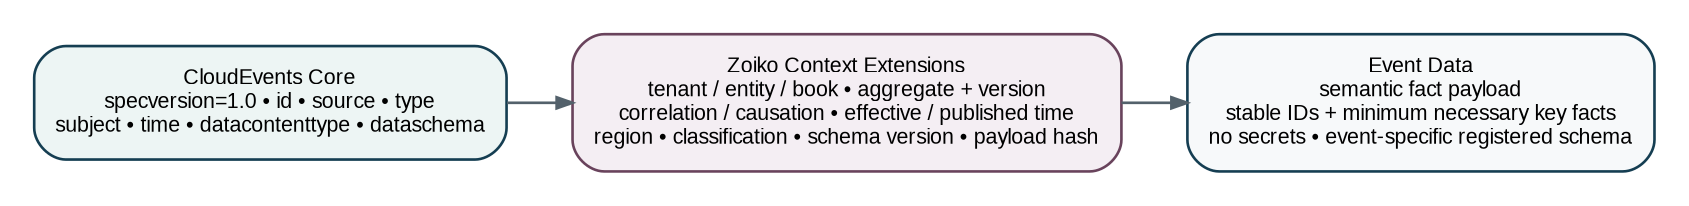 CloudEvents Core
specversion=1.0 • id • source • type
subject • time • datacontenttype • dataschema
Zoiko Context Extensions
tenant / entity / book • aggregate + version
correlation / causation • effective / published time
region • classification • schema version • payload hash
Event Data
semantic fact payload
stable IDs + minimum necessary key facts
no secrets • event-specific registered schema